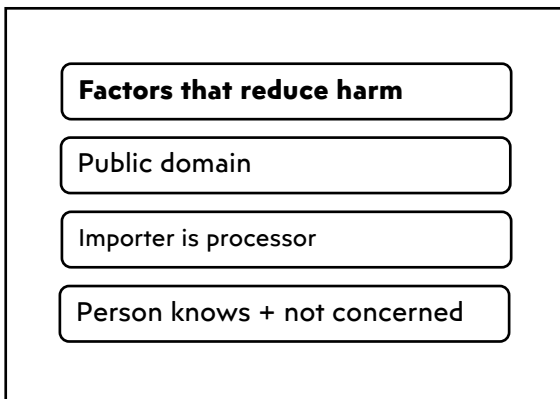 Factors that reduce harm
Public domain
Importer is processor
Person knows + not concerned